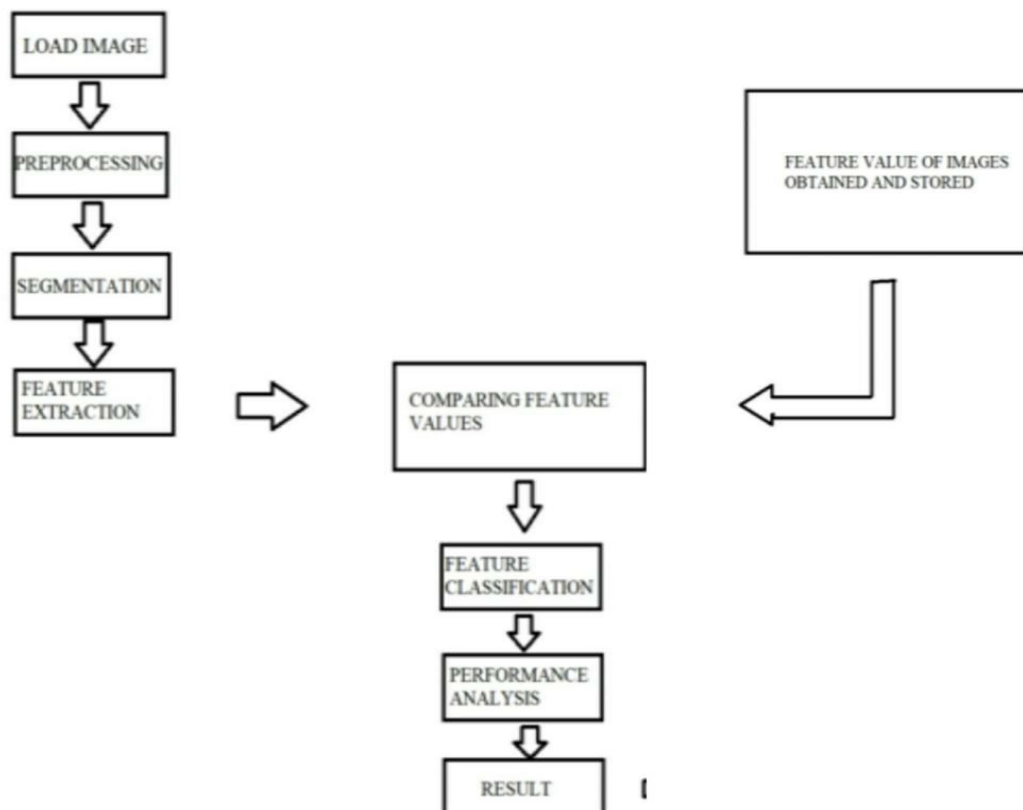 LOAD IMAGE
PREPROCESSING
SEGMENTATION
FEATURE
EXTRACTION
FEATURE VALUE OF IMAGES
OBTAINED AND STORED
COMPARING FEATURE
VALUES
FEATURE
CLASSIFICATION
PERFORMANCE
ANALYSIS
RESULT